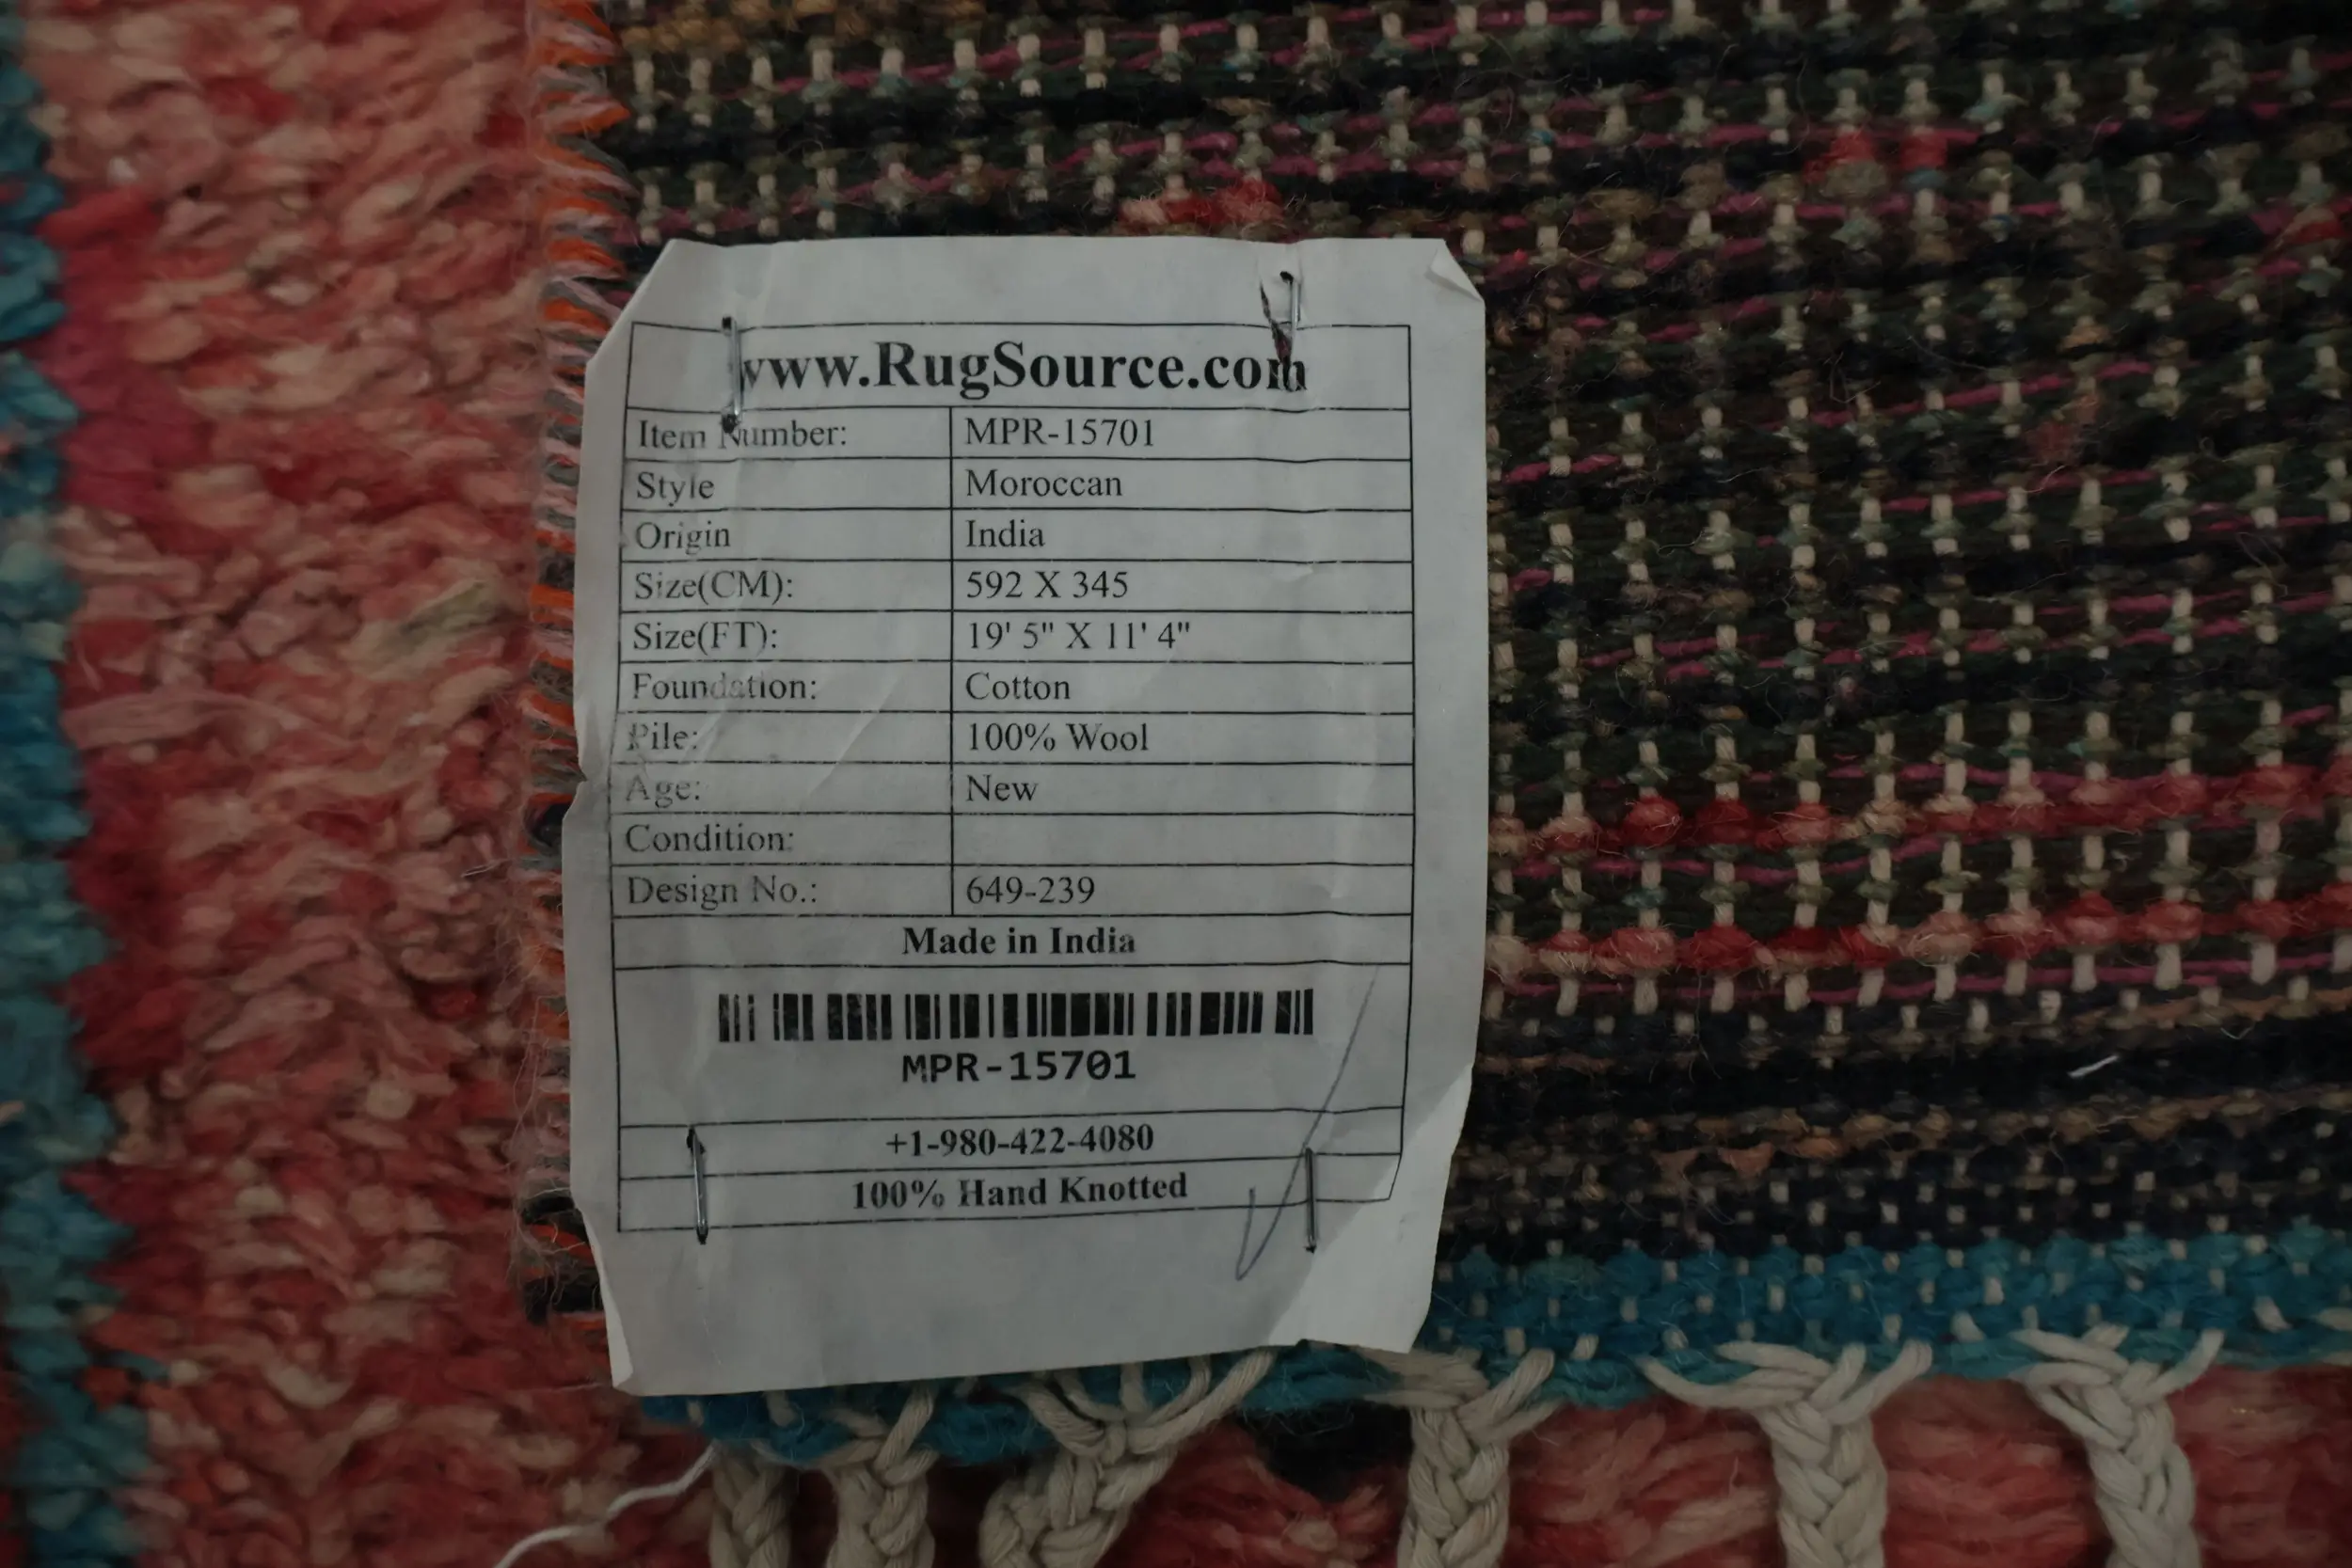 www.RugSource.com
Item Number: MPR-15701
Style Moroccan
Origin India
Size(CM): 592 X 345
Size(FT): 19' 5" X 11' 4"
Foundation: Cotton
Pile: 100% Wool
Age: New
Condition:
Design No.: 649-239
Made in India
MPR-15701
+1-980-422-4080
100% Hand Knotted